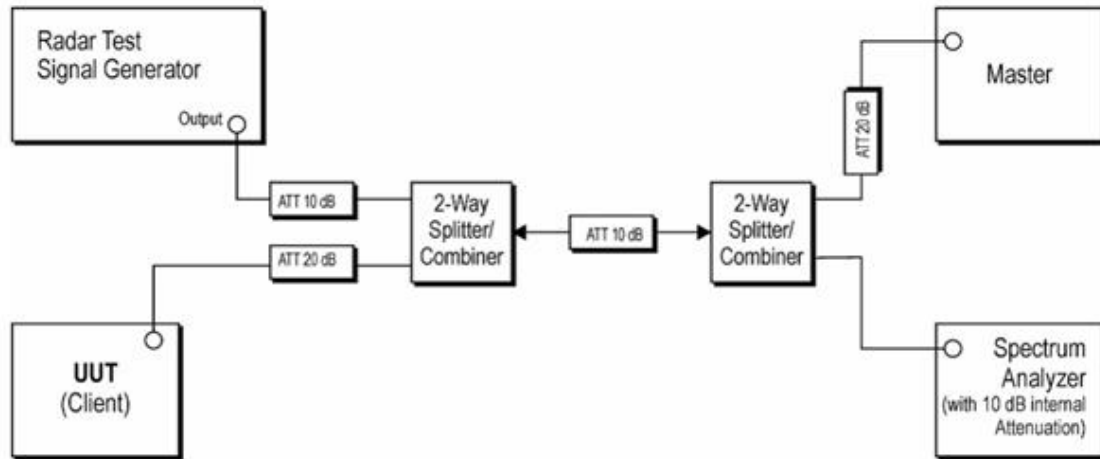 Radar Test
Signal Generator
Output
ATT 10 dB
ATT 20 dB
2-Way
Splitter/
Combiner
ATT 10 dB
2-Way
Splitter/
Combiner
ATT 20 dB
Master
UUT
(Client)
Spectrum
Analyzer
(with 10 dB internal
Attenuation)